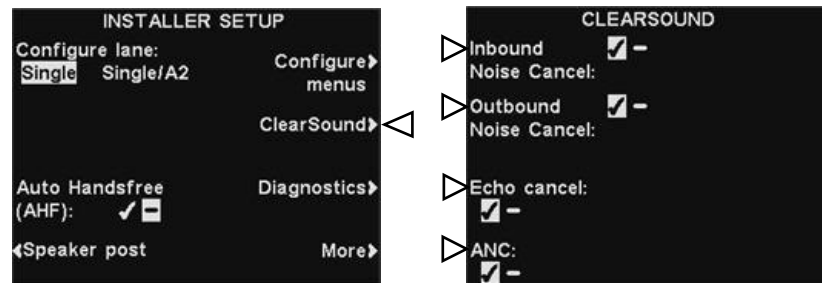 INSTALLER SETUP
Configure lane:
Single Single/A2
Configure
menus
ClearSound
Auto Handsfree
(AHF): ✓ –
Diagnostics
Speaker post
More
CLEARSOUND
Inbound ✓ –
Noise Cancel:
Outbound ✓ –
Noise Cancel:
Echo cancel:
✓ –
ANC:
✓ –